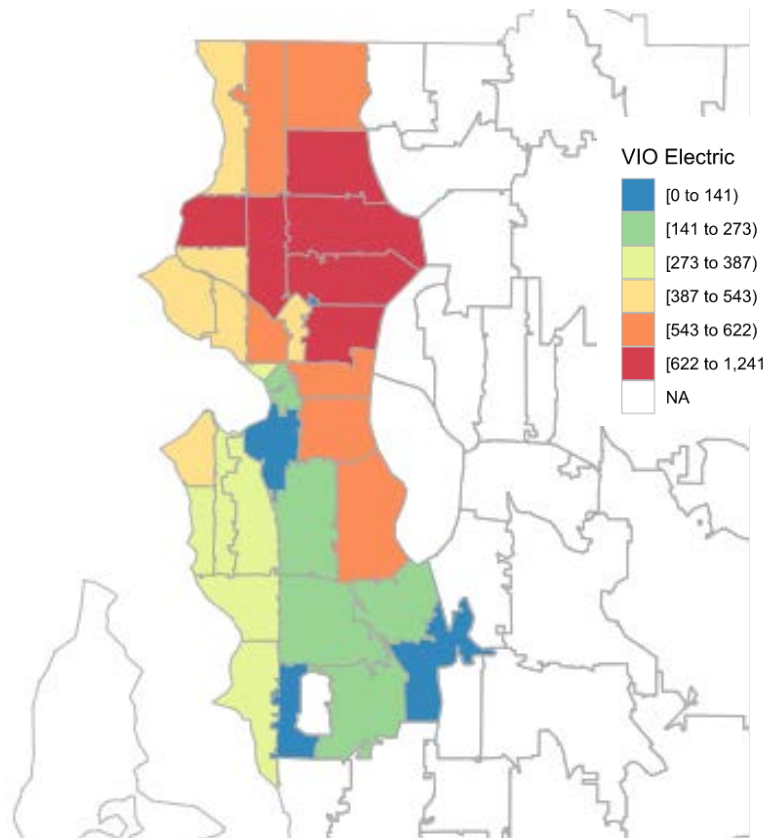 VIO Electric
[0 to 141)
[141 to 273)
[273 to 387)
[387 to 543)
[543 to 622)
[622 to 1,241
NA